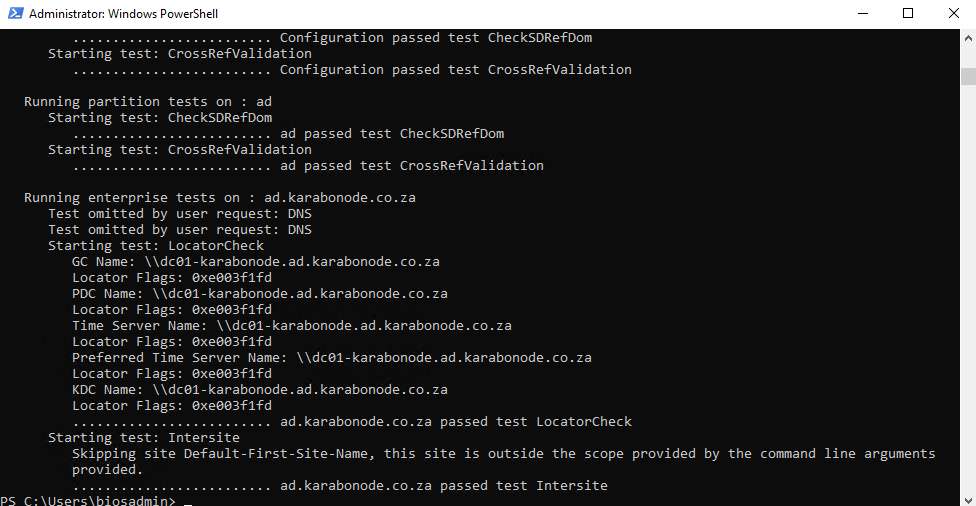 Administrator: Windows PowerShell
......................... Configuration passed test CheckSDRefDom
Starting test: CrossRefValidation
......................... Configuration passed test CrossRefValidation
Running partition tests on : ad
Starting test: CheckSDRefDom
......................... ad passed test CheckSDRefDom
Starting test: CrossRefValidation
......................... ad passed test CrossRefValidation
Running enterprise tests on : ad.karabonode.co.za
Test omitted by user request: DNS
Test omitted by user request: DNS
Starting test: LocatorCheck
GC Name: \\dc01-karabonode.ad.karabonode.co.za
Locator Flags: 0xe003f1fd
PDC Name: \\dc01-karabonode.ad.karabonode.co.za
Locator Flags: 0xe003f1fd
Time Server Name: \\dc01-karabonode.ad.karabonode.co.za
Locator Flags: 0xe003f1fd
Preferred Time Server Name: \\dc01-karabonode.ad.karabonode.co.za
Locator Flags: 0xe003f1fd
KDC Name: \\dc01-karabonode.ad.karabonode.co.za
Locator Flags: 0xe003f1fd
......................... ad.karabonode.co.za passed test LocatorCheck
Starting test: Intersite
Skipping site Default-First-Site-Name, this site is outside the scope provided by the command line arguments
provided.
......................... ad.karabonode.co.za passed test Intersite
PS C:\Users\biosadmin> _